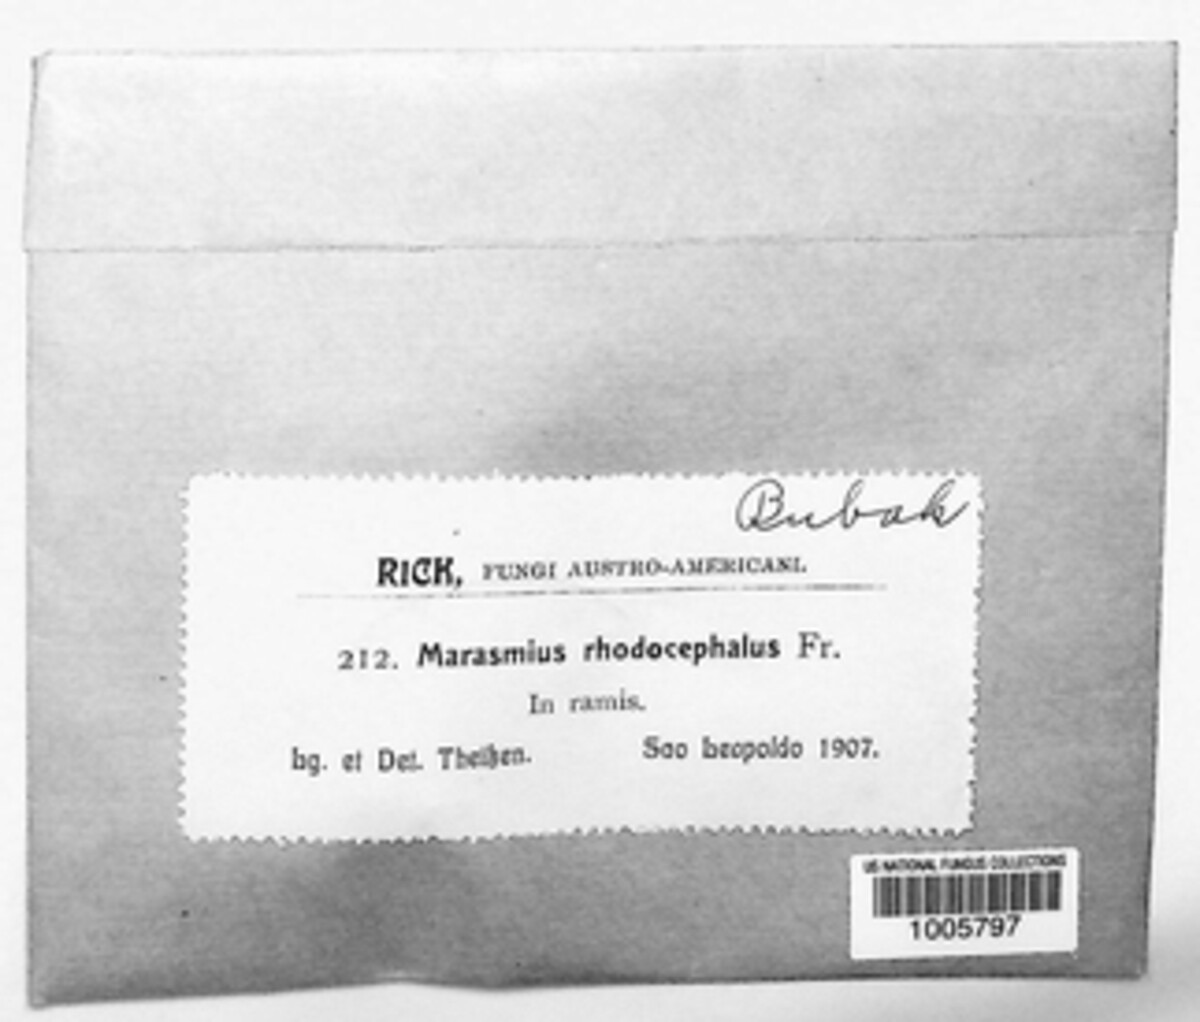 Bubak
RICK, FUNGI AUSTRO-AMERICANI.
212. Marasmius rhodocephalus Fr.
In ramis.
lg. et Det. Theißen. Sao Leopoldo 1907.
US NATIONAL FUNGUS COLLECTIONS
1005797